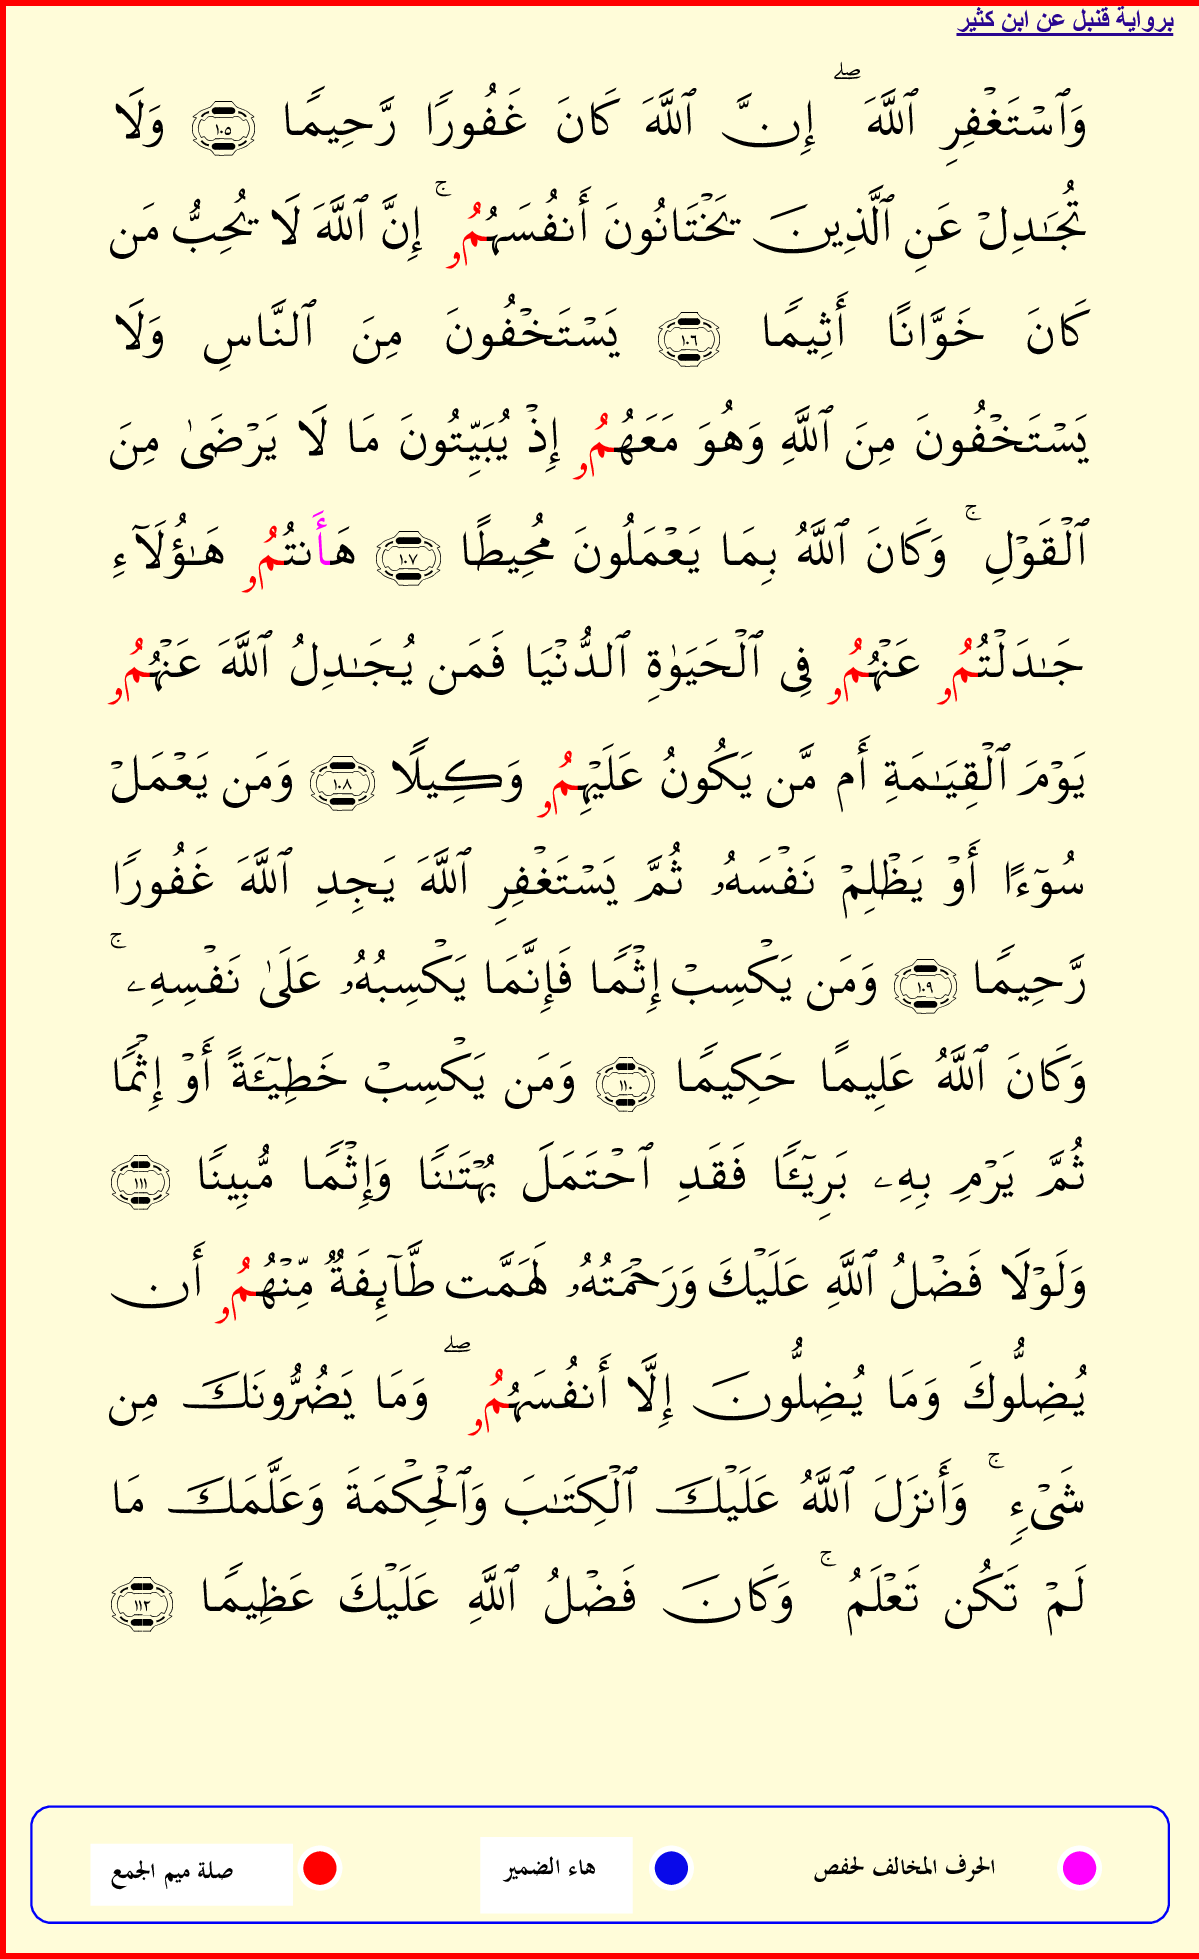 برواية قنبل عن ابن كثير
وَٱسۡتَغۡفِرِ ٱللَّهَۖ إِنَّ ٱللَّهَ كَانَ غَفُورًا رَّحِيمًا ١٠٥ وَلَا
تُجَٰدِلۡ عَنِ ٱلَّذِينَ يَخۡتَانُونَ أَنفُسَهُمُۥۚ إِنَّ ٱللَّهَ لَا يُحِبُّ مَن
كَانَ خَوَّانًا أَثِيمًا ١٠٦ يَسۡتَخۡفُونَ مِنَ ٱلنَّاسِ وَلَا
يَسۡتَخۡفُونَ مِنَ ٱللَّهِ وَهُوَ مَعَهُمُۥ إِذۡ يُبَيِّتُونَ مَا لَا يَرۡضَىٰ مِنَ
ٱلۡقَوۡلِۚ وَكَانَ ٱللَّهُ بِمَا يَعۡمَلُونَ مُحِيطًا ١٠٧ هَأَنتُمُۥ هَٰٓؤُلَآءِ
جَٰدَلۡتُمُۥ عَنۡهُمُۥ فِي ٱلۡحَيَوٰةِ ٱلدُّنۡيَا فَمَن يُجَٰدِلُ ٱللَّهَ عَنۡهُمُۥ
يَوۡمَ ٱلۡقِيَٰمَةِ أَم مَّن يَكُونُ عَلَيۡهِمُۥ وَكِيلًا ١٠٨ وَمَن يَعۡمَلۡ
سُوٓءًا أَوۡ يَظۡلِمۡ نَفۡسَهُۥ ثُمَّ يَسۡتَغۡفِرِ ٱللَّهَ يَجِدِ ٱللَّهَ غَفُورًا
رَّحِيمًا ١٠٩ وَمَن يَكۡسِبۡ إِثۡمًا فَإِنَّمَا يَكۡسِبُهُۥ عَلَىٰ نَفۡسِهِۦۚ
وَكَانَ ٱللَّهُ عَلِيمًا حَكِيمًا ١١٠ وَمَن يَكۡسِبۡ خَطِيٓـَٔةً أَوۡ إِثۡمًا
ثُمَّ يَرۡمِ بِهِۦ بَرِيٓـًٔا فَقَدِ ٱحۡتَمَلَ بُهۡتَٰنًا وَإِثۡمًا مُّبِينًا ١١١
وَلَوۡلَا فَضۡلُ ٱللَّهِ عَلَيۡكَ وَرَحۡمَتُهُۥ لَهَمَّت طَّآئِفَةٌ مِّنۡهُمُۥ أَن
يُضِلُّوكَ وَمَا يُضِلُّونَ إِلَّا أَنفُسَهُمُۥۖ وَمَا يَضُرُّونَكَ مِن
شَيۡءٍۚ وَأَنزَلَ ٱللَّهُ عَلَيۡكَ ٱلۡكِتَٰبَ وَٱلۡحِكۡمَةَ وَعَلَّمَكَ مَا
لَمۡ تَكُن تَعۡلَمُۚ وَكَانَ فَضۡلُ ٱللَّهِ عَلَيۡكَ عَظِيمًا ١١٢
الحرف المخالف لحفص هاء الضمير صلة ميم الجمع